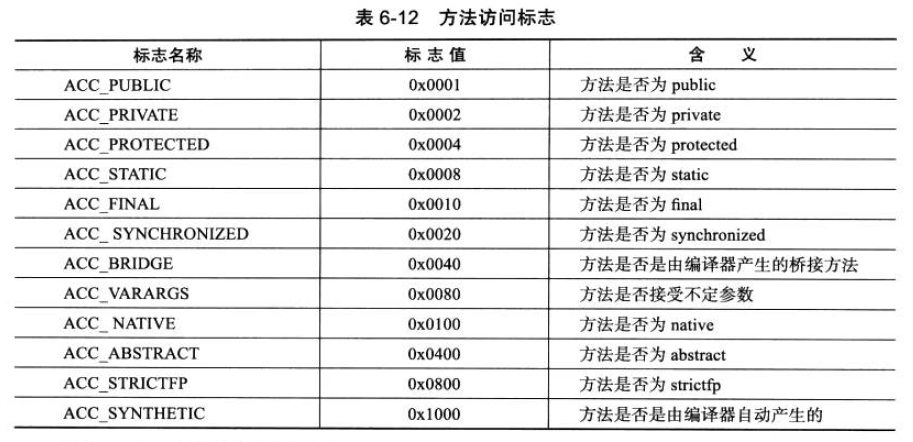 表 6-12 方法访问标志
标志名称 标 志 值 含 义
ACC_PUBLIC 0x0001 方法是否为 public
ACC_PRIVATE 0x0002 方法是否为 private
ACC_PROTECTED 0x0004 方法是否为 protected
ACC_STATIC 0x0008 方法是否为 static
ACC_FINAL 0x0010 方法是否为 final
ACC_ SYNCHRONIZED 0x0020 方法是否为 synchronized
ACC_BRIDGE 0x0040 方法是否是由编译器产生的桥接方法
ACC_VARARGS 0x0080 方法是否接受不定参数
ACC_ NATIVE 0x0100 方法是否为 native
ACC_ABSTRACT 0x0400 方法是否为 abstract
ACC_STRICTFP 0x0800 方法是否为 strictfp
ACC_SYNTHETIC 0x1000 方法是否是由编译器自动产生的